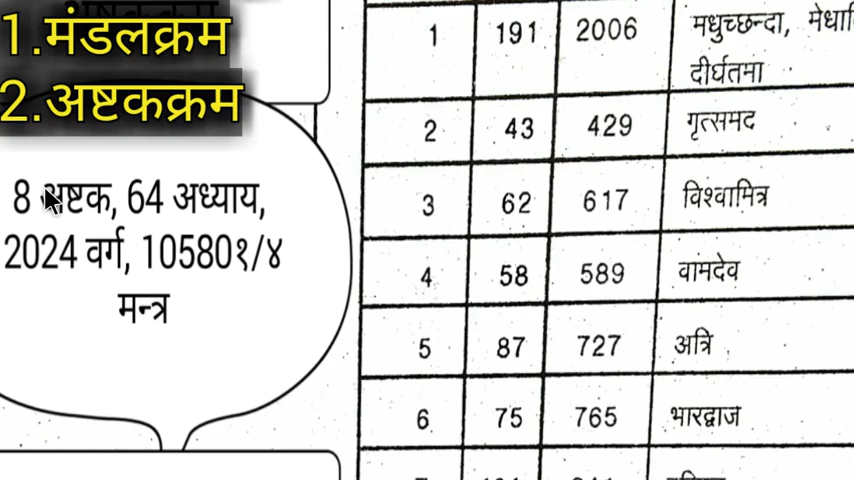 1.मंडलक्रम
2.अष्टकक्रम
8 अष्टक, 64 अध्याय,
2024 वर्ग, 10580१/४
मन्त्र
1 191 2006 मधुच्छन्दा,
दीर्घतमा
2 43 429 गृत्समद
3 62 617 विश्वामित्र
4 58 589 वामदेव
5 87 727 अत्रि
6 75 765 भारद्वाज